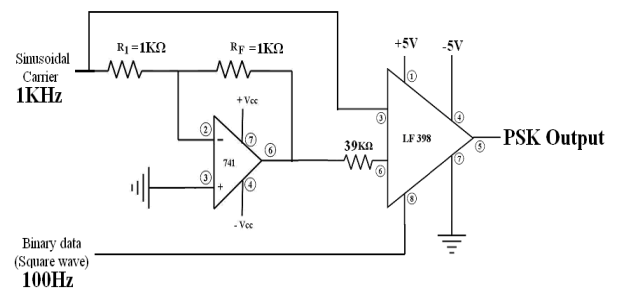 Sinusoidal
Carrier
1KHz
R1 =1KΩ
RF =1KΩ
+5V
-5V
+ Vcc
2
7
-
741
6
3
+
4
- Vcc
39KΩ
3
1
4
LF 398
6
5
7
8
PSK Output
Binary data
(Square wave)
100Hz